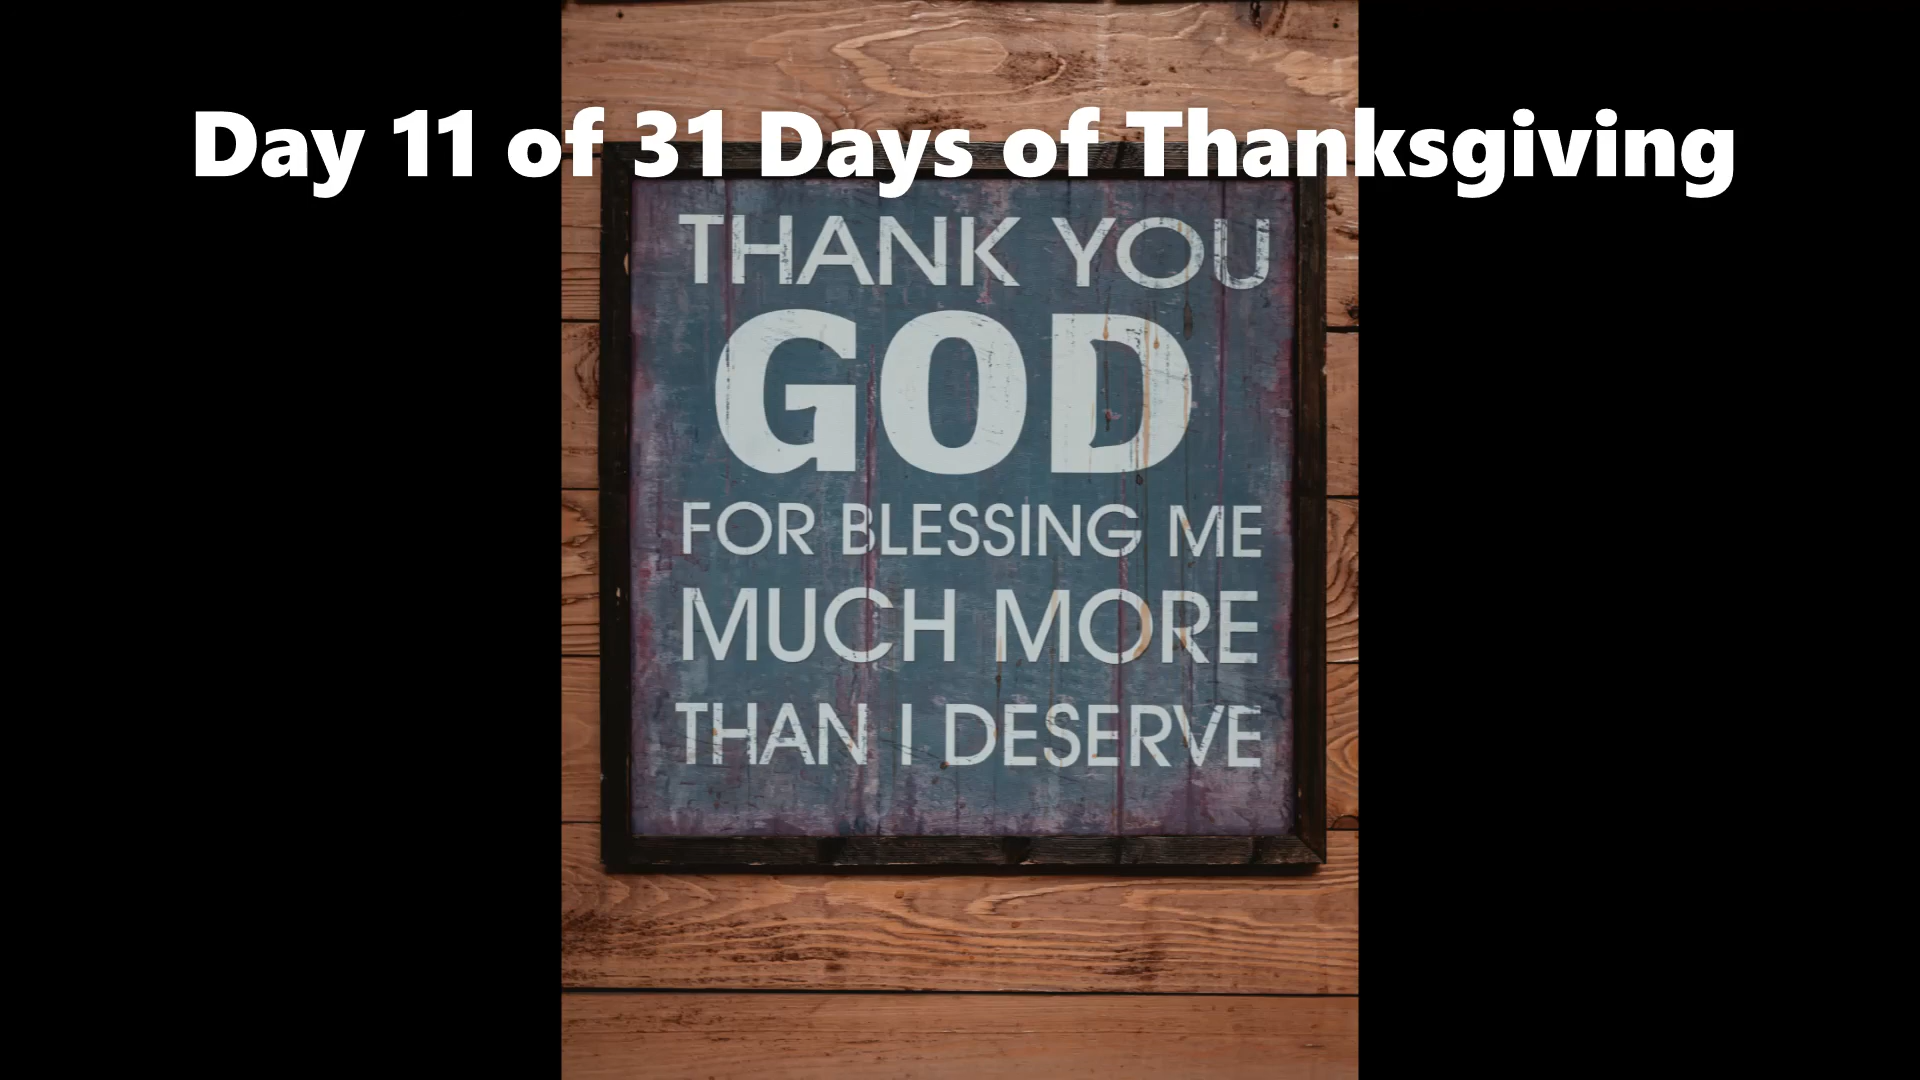 Day 11 of 31 Days of Thanksgiving
THANK YOU
GOD
FOR BLESSING ME
MUCH MORE
THAN I DESERVE